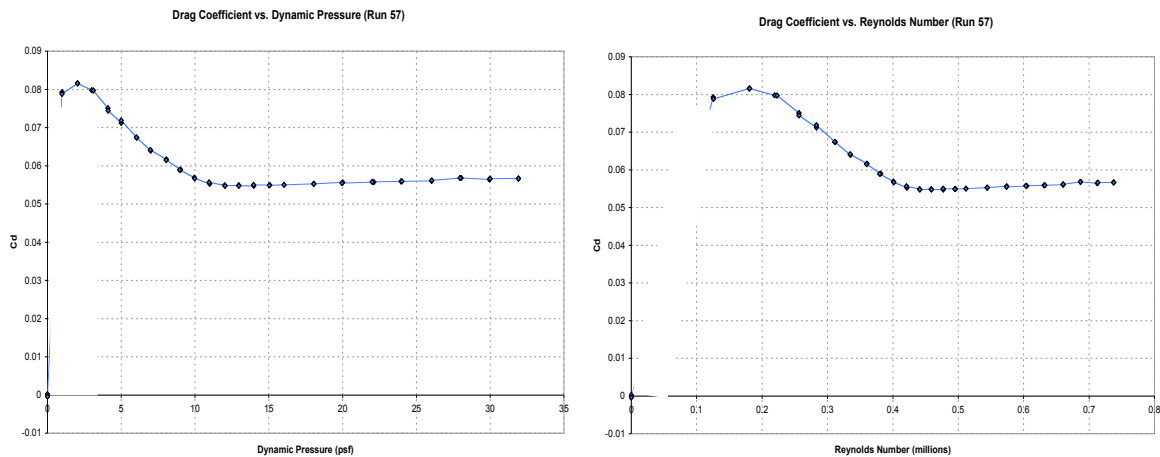 Drag Coefficient vs. Dynamic Pressure (Run 57)
0.09
0.08
0.07
0.06
0.05
0.04
0.03
0.02
0.01
0
-0.01
Cd
0 5 10 15 20 25 30 35
Dynamic Pressure (psf)
Drag Coefficient vs. Reynolds Number (Run 57)
0.09
0.08
0.07
0.06
0.05
0.04
0.03
0.02
0.01
0
-0.01
Cd
0 0.1 0.2 0.3 0.4 0.5 0.6 0.7 0.8
Reynolds Number (millions)